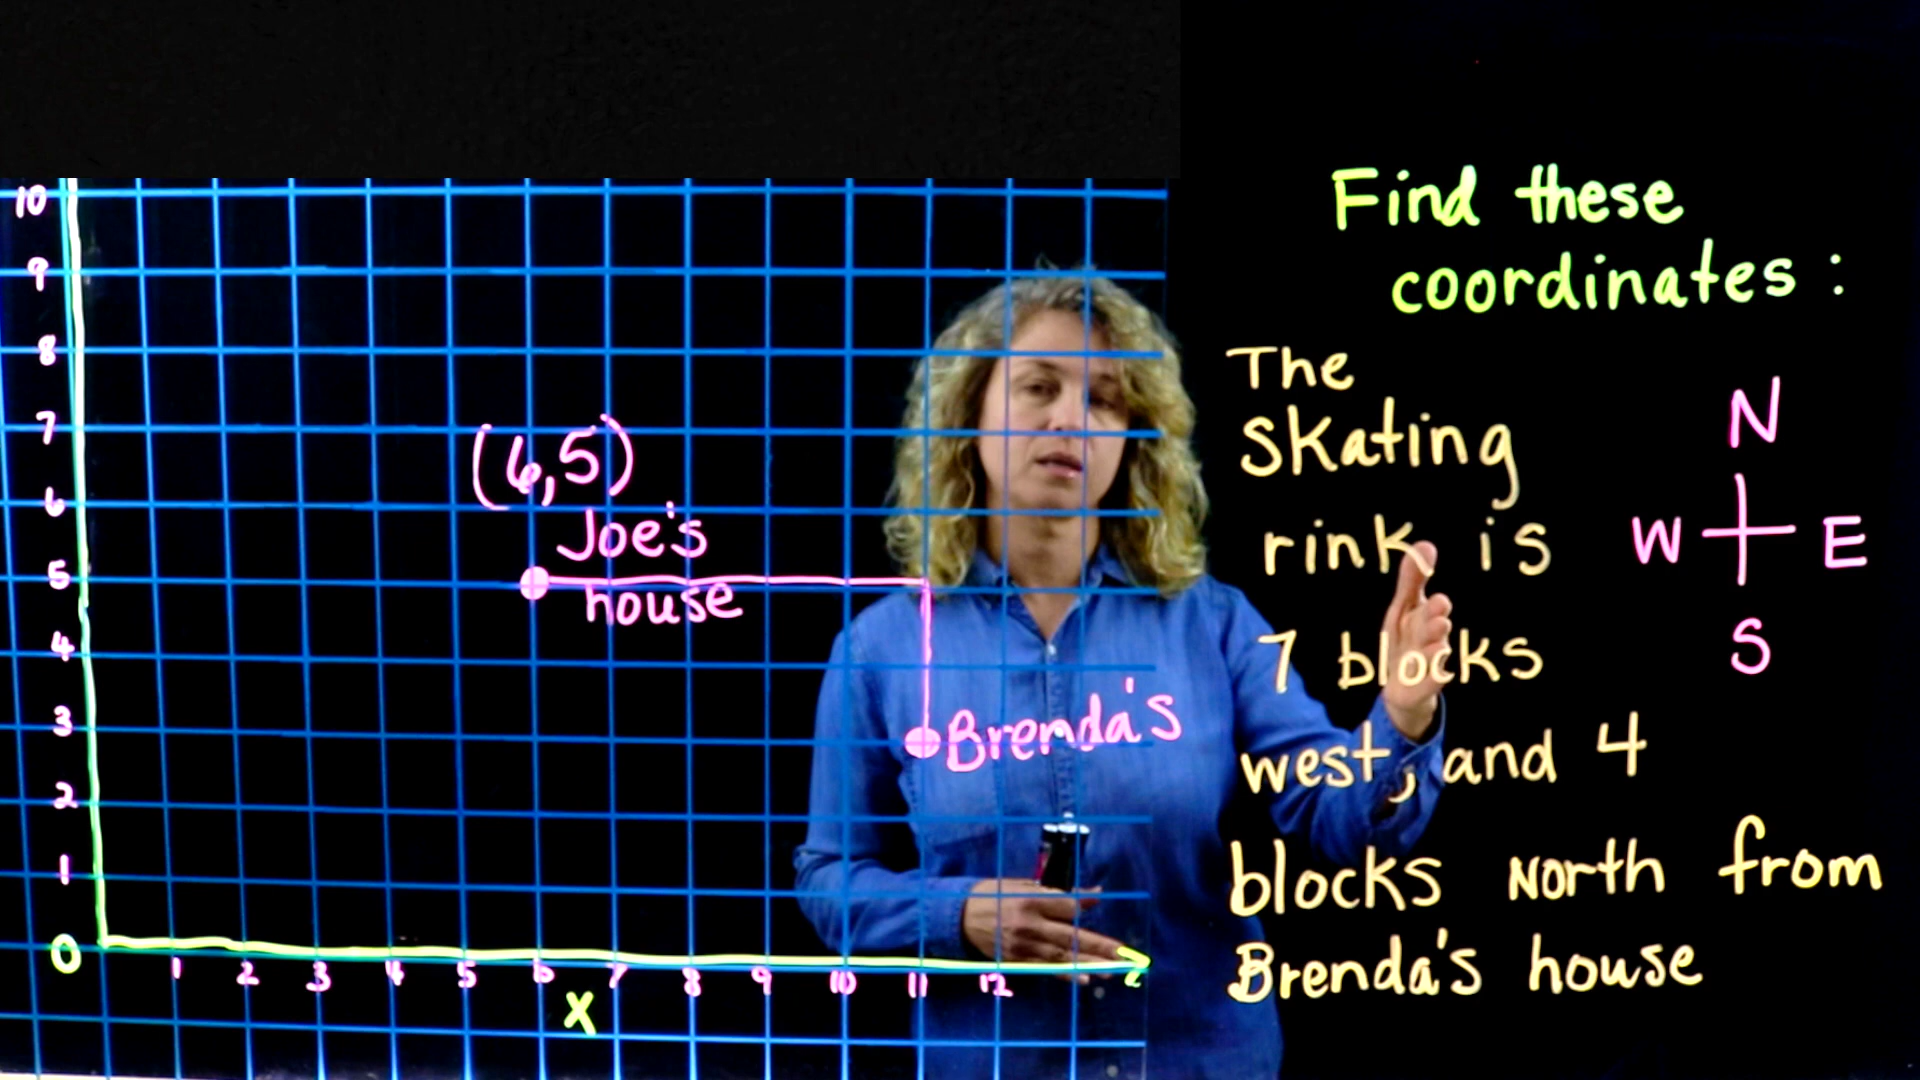 Find these
coordinates :
The
Skating
rink is
7 blocks
west, and 4
blocks North from
Brenda's house
N
W E
S
(6,5)
Joe's
house
Brenda's
10
9
8
7
6
5
4
3
2
1
0
1 2 3 4 5 6 7 8 9 10 11 12
X